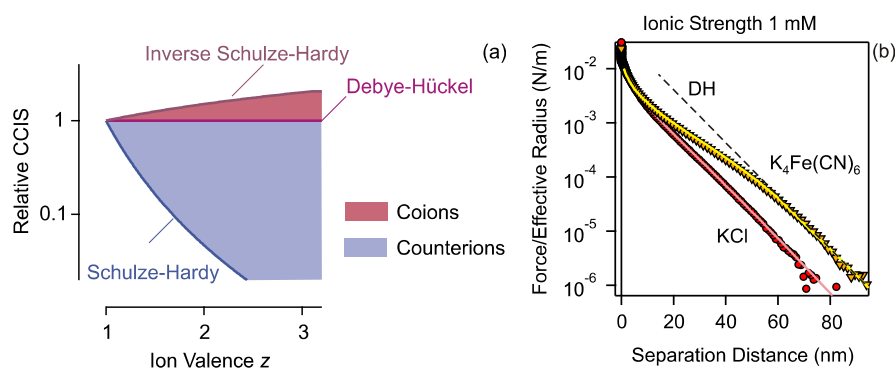 Inverse Schulze-Hardy
(a)
Debye-Hückel
Relative CCIS
1
0.1
Coions
Counterions
Schulze-Hardy
1 2 3
Ion Valence z
Ionic Strength 1 mM
(b)
Force/Effective Radius (N/m)
10-2
10-3
10-4
10-5
10-6
DH
K4Fe(CN)6
KCl
0 20 40 60 80
Separation Distance (nm)